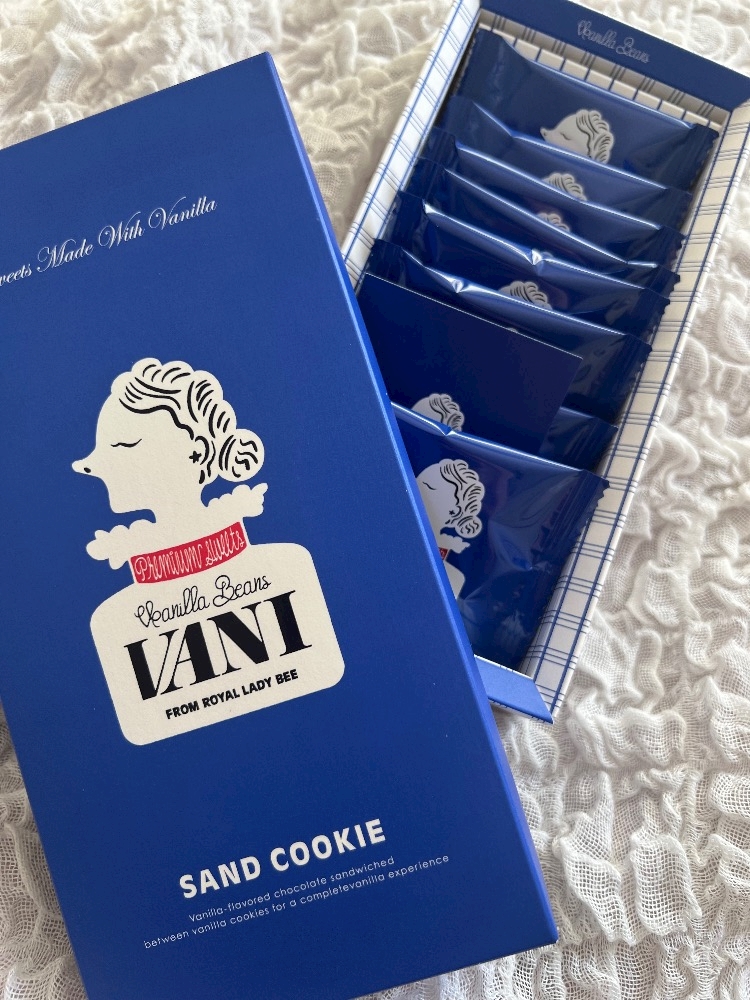 Made With Vanilla
Premium sweets
Vanilla Beans
VANI
FROM ROYAL LADY BEE
SAND COOKIE
Vanilla-flavored chocolate sandwiched
between vanilla cookies for a completevanilla experience
Vanilla Beans